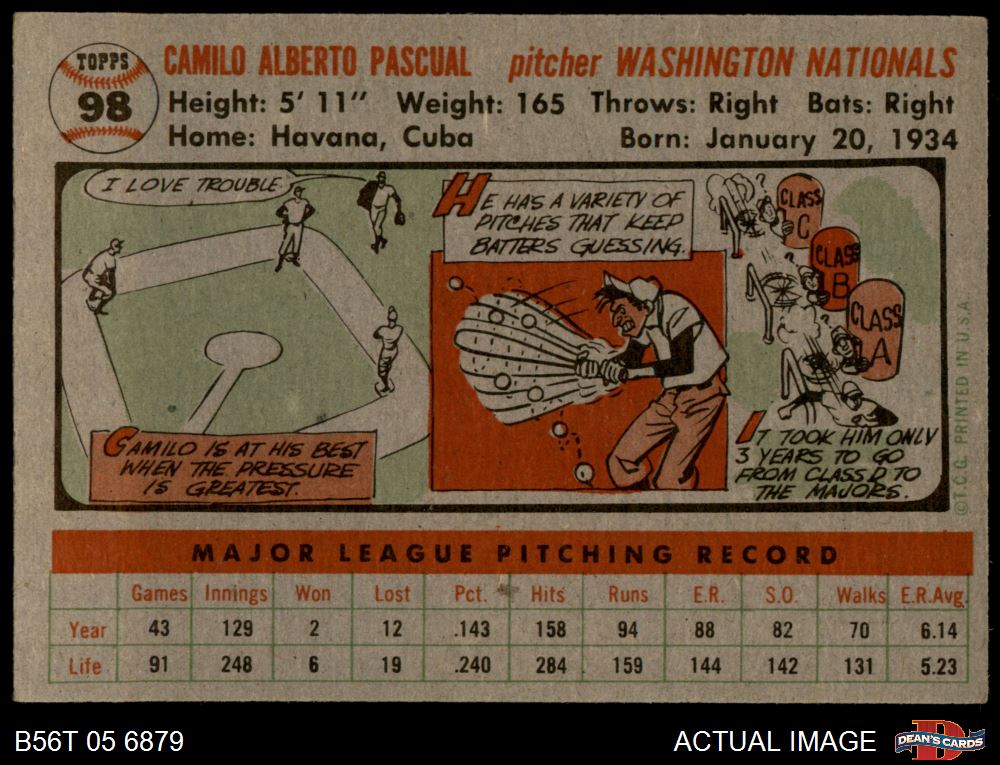 TOPPS
98
CAMILO ALBERTO PASCUAL pitcher WASHINGTON NATIONALS
Height: 5' 11" Weight: 165 Throws: Right Bats: Right
Home: Havana, Cuba Born: January 20, 1934
I LOVE TROUBLE
CAMILO IS AT HIS BEST
WHEN THE PRESSURE
IS GREATEST.
HE HAS A VARIETY OF
PITCHES THAT KEEP
BATTERS GUESSING.
?
CLASS
C
CLASS
B
CLASS
A
IT TOOK HIM ONLY
3 YEARS TO GO
FROM CLASS D TO
THE MAJORS.
©T.C.G. PRINTED IN U.S.A.
MAJOR LEAGUE PITCHING RECORD
Games Innings Won Lost Pct. Hits Runs E.R. S.O. Walks E.R.Avg.
Year 43 129 2 12 .143 158 94 88 82 70 6.14
Life 91 248 6 19 .240 284 159 144 142 131 5.23
B56T 05 6879
ACTUAL IMAGE
DEAN'S CARDS